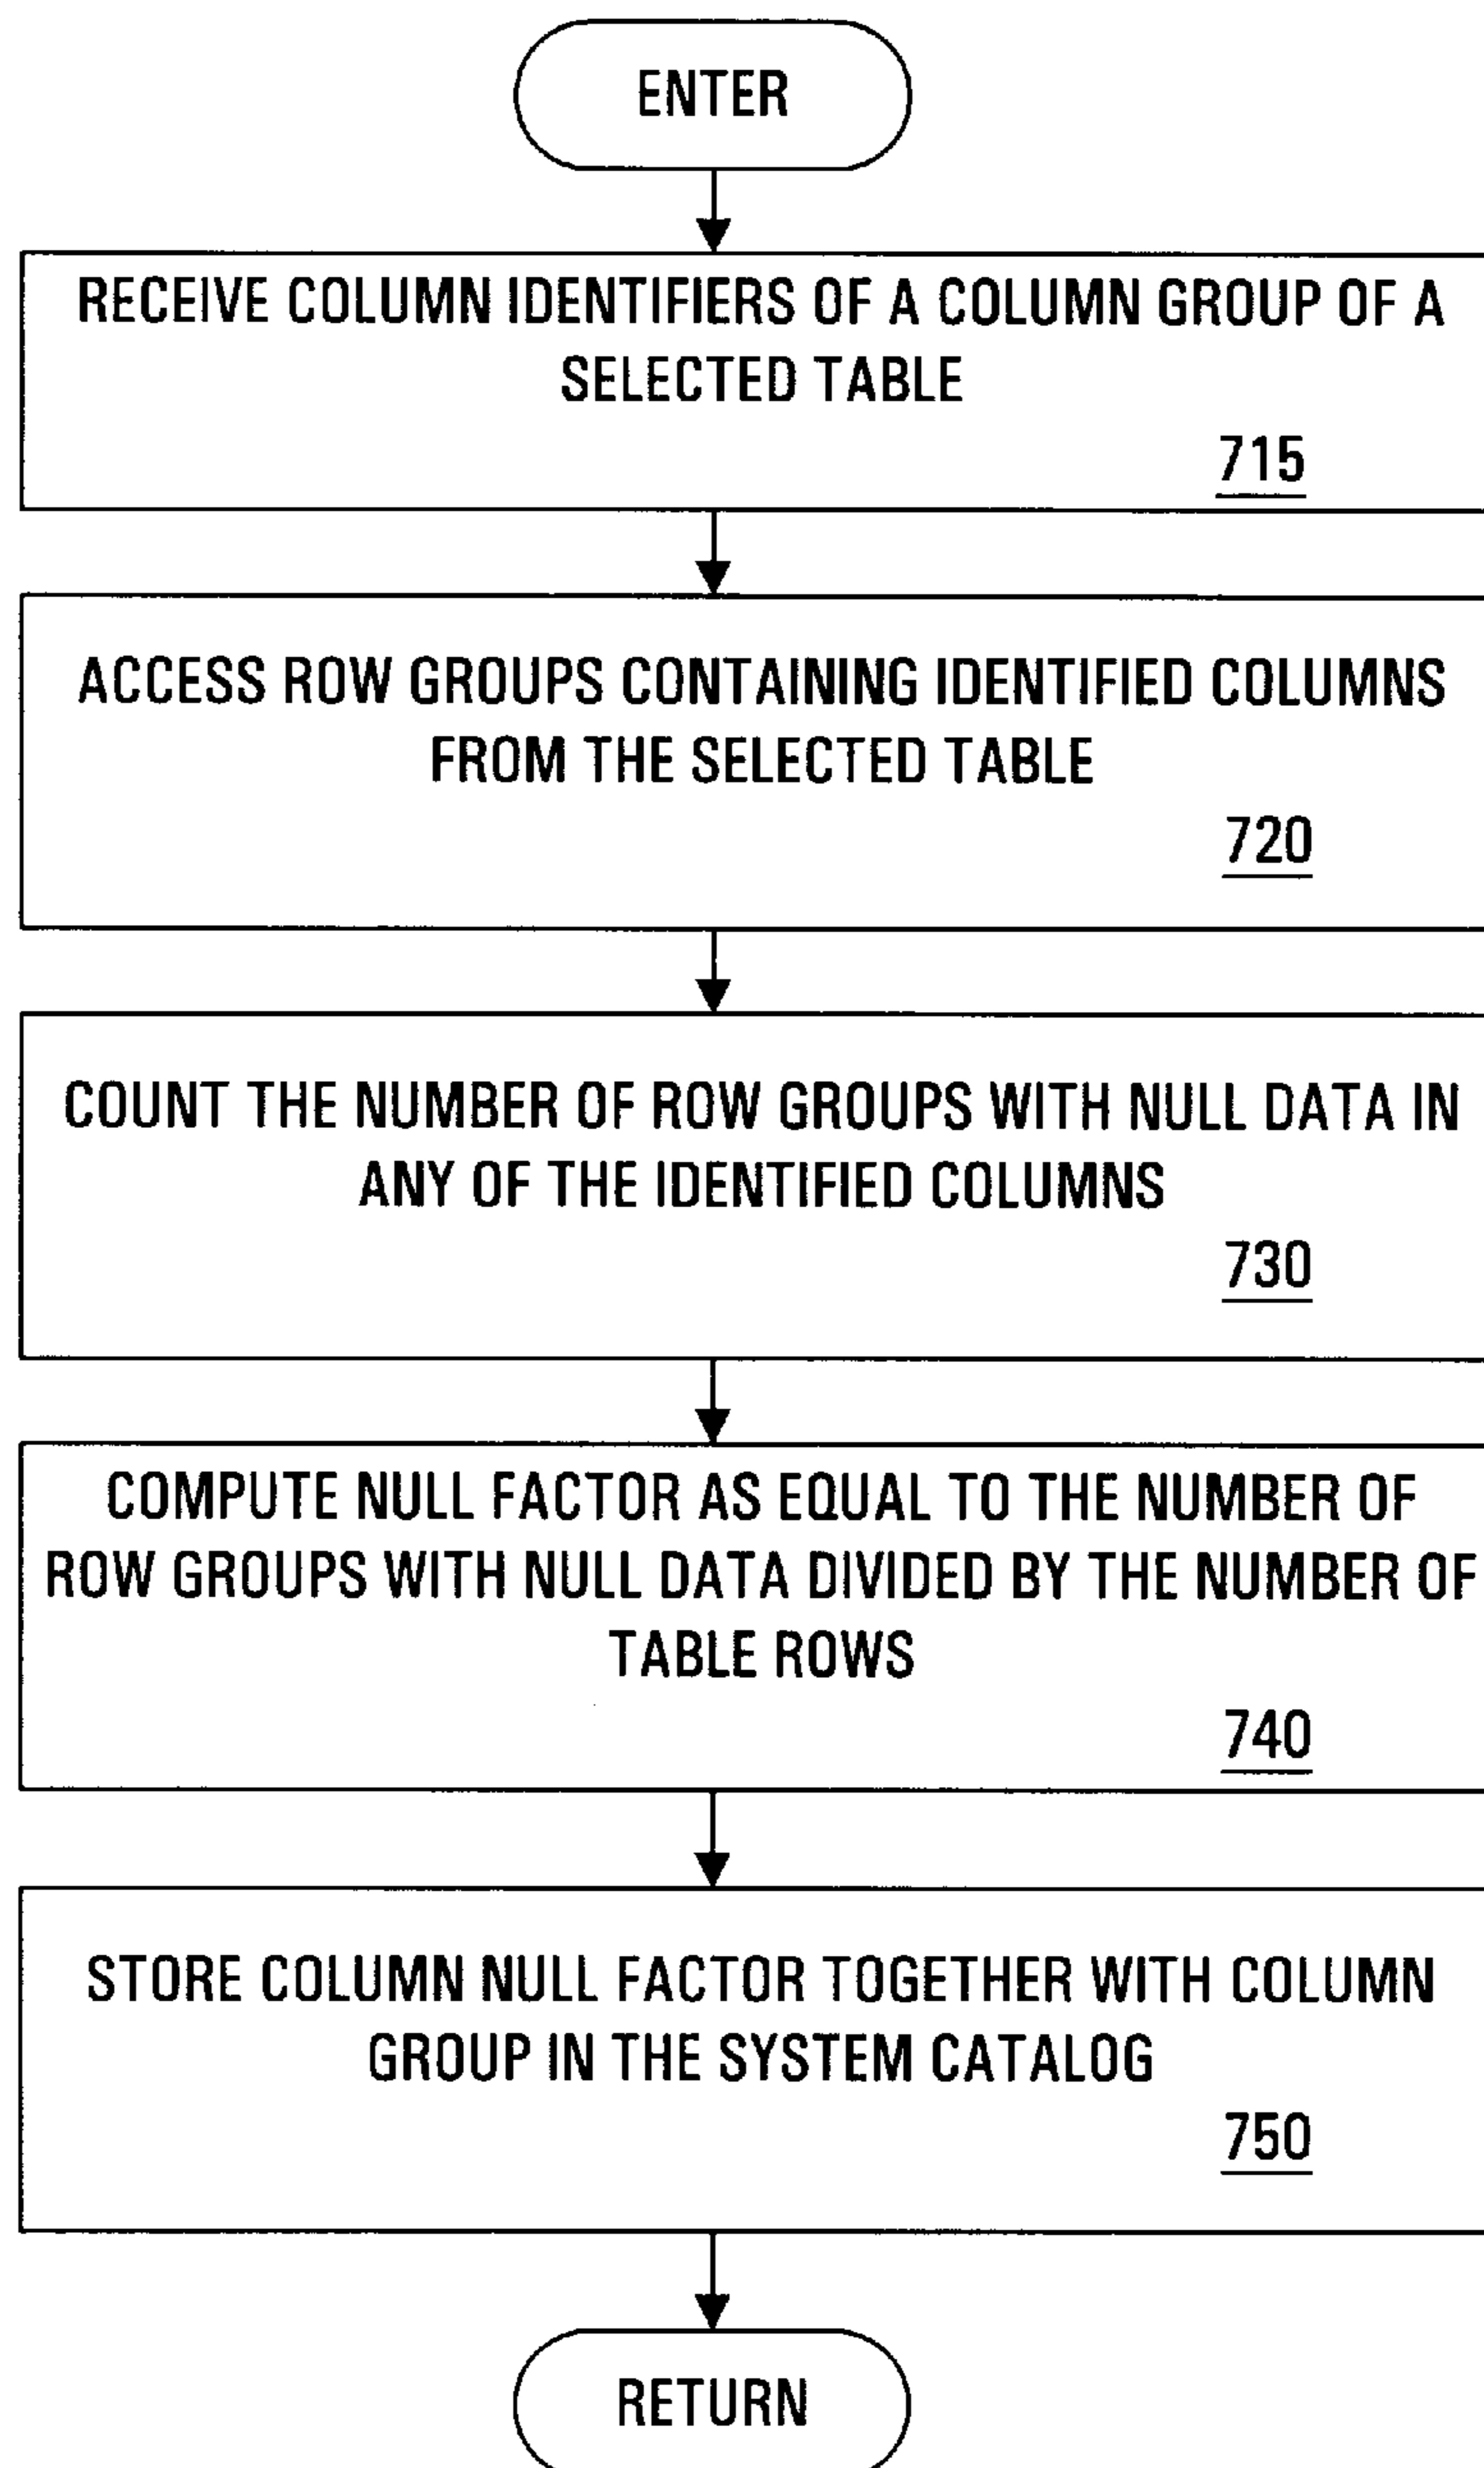 ENTER
RECEIVE COLUMN IDENTIFIERS OF A COLUMN GROUP OF A
SELECTED TABLE
715
ACCESS ROW GROUPS CONTAINING IDENTIFIED COLUMNS
FROM THE SELECTED TABLE
720
COUNT THE NUMBER OF ROW GROUPS WITH NULL DATA IN
ANY OF THE IDENTIFIED COLUMNS
730
COMPUTE NULL FACTOR AS EQUAL TO THE NUMBER OF
ROW GROUPS WITH NULL DATA DIVIDED BY THE NUMBER OF
TABLE ROWS
740
STORE COLUMN NULL FACTOR TOGETHER WITH COLUMN
GROUP IN THE SYSTEM CATALOG
750
RETURN